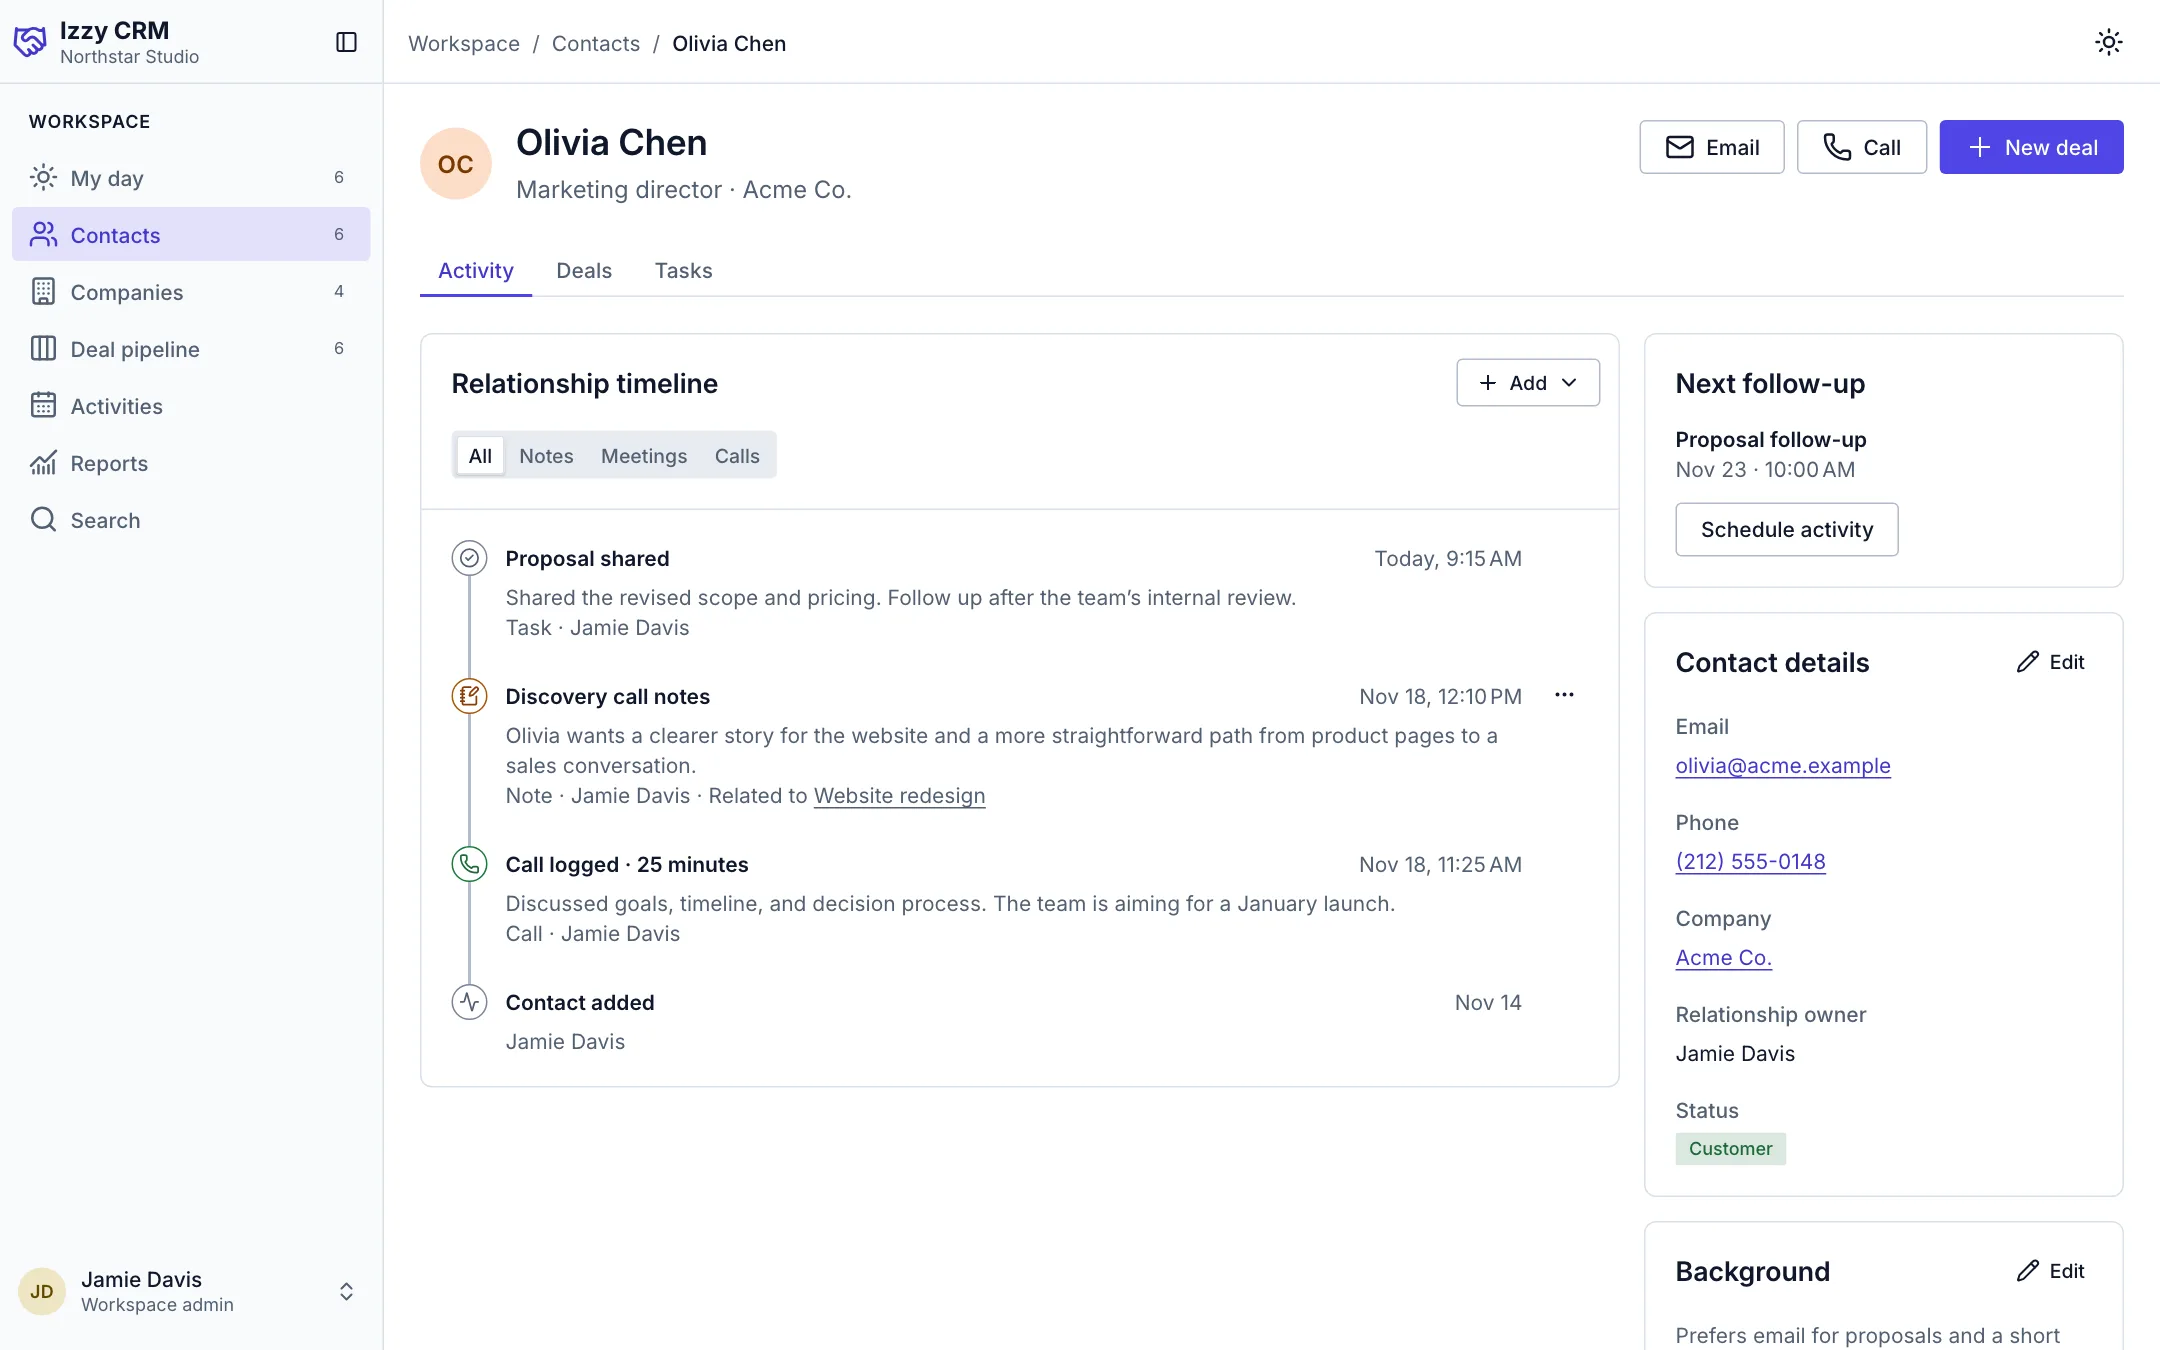 Izzy CRM
Northstar Studio
WORKSPACE
My day 6
Contacts 6
Companies 4
Deal pipeline 6
Activities
Reports
Search
JD
Jamie Davis
Workspace admin
Workspace / Contacts / Olivia Chen
OC
Olivia Chen
Marketing director · Acme Co.
Email
Call
New deal
Activity
Deals
Tasks
Relationship timeline
Add
All
Notes
Meetings
Calls
Proposal shared
Today, 9:15 AM
Shared the revised scope and pricing. Follow up after the team’s internal review.
Task · Jamie Davis
Discovery call notes
Nov 18, 12:10 PM
Olivia wants a clearer story for the website and a more straightforward path from product pages to a
sales conversation.
Note · Jamie Davis · Related to Website redesign
Call logged · 25 minutes
Nov 18, 11:25 AM
Discussed goals, timeline, and decision process. The team is aiming for a January launch.
Call · Jamie Davis
Contact added
Nov 14
Jamie Davis
Next follow-up
Proposal follow-up
Nov 23 · 10:00 AM
Schedule activity
Contact details
Edit
Email
olivia@acme.example
Phone
(212) 555-0148
Company
Acme Co.
Relationship owner
Jamie Davis
Status
Customer
Background
Edit
Prefers email for proposals and a short